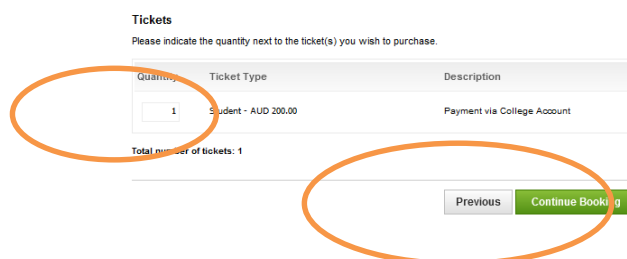 Tickets
Please indicate the quantity next to the ticket(s) you wish to purchase.
Quantity Ticket Type Description
1 Student - AUD 200.00 Payment via College Account
Total number of tickets: 1
Previous Continue Booking